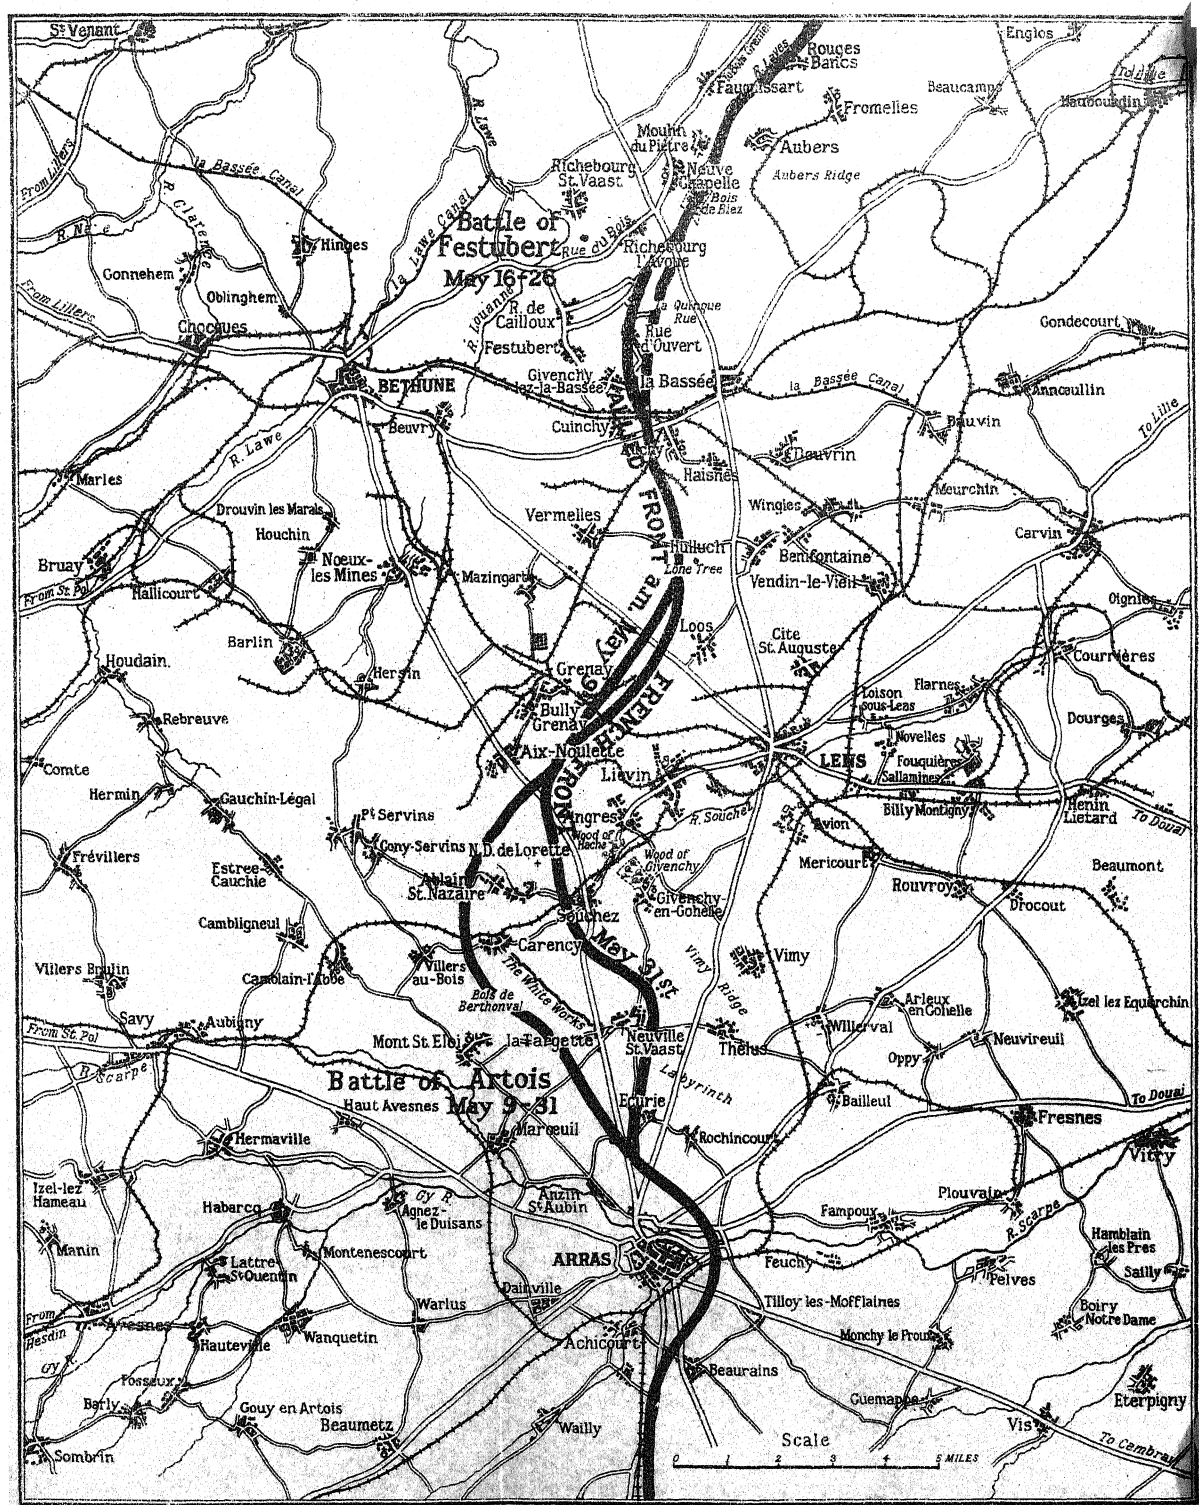 St Venant
Englos
Rouges
Bancs
R. Layes
To Lille
Fauquissart
Beaucamps
Haubourdin
Fromelles
R. Lawe
Moulin
du Pietre
Aubers
From Lillers
la Bassée Canal
Richebourg
St. Vaast
Neuve
Chapelle
Bois
de Biez
Aubers Ridge
R. Clarence
la Lawe Canal
Battle of
Festubert
May 16-26
Rue du Bois
Richebourg
l'Avoue
Hinges
Gonnehem
Oblinghem
From Lillers
R. Louanne
R. de
Cailloux
la Quinque
Rue
Rue
d'Ouvert
Chocques
Festubert
Gondecourt
BETHUNE
Givenchy
lez-la-Bassée
la Bassée
la Bassée Canal
Annœullin
To Lille
Beuvry
Cuinchy
Auchy
Bauvin
R. Lawe
Douvrin
Haisnes
Marles
ALLIED FRONT a.m. May 9th
Meurchin
Drouvin les Marais
Houchin
Vermelles
Wingles
Carvin
Bruay
Nœux-
les Mines
Mazingarbe
Hulluch
Lone Tree
Benifontaine
Vendin-le-Vieil
From St. Pol
Hallicourt
Oignies
Barlin
Loos
Cite
St. Auguste
Houdain.
Hersin
Grenay
Courrières
Harnes
Rebreuve
Bully
Grenay
FRENCH FRONT
Loison
sous-Lens
Dourges
Novelles
Comte
Aix-Noulette
Lievin
LENS
Fouquières
Sallamines
Hermin
Gauchin-Légal
Pt Servins
Angres
R. Souchez
Billy Montigny
Henin
Lietard
To Douai
Avion
Wood of
Hache
Gony-Servins
N.D. de Lorette
Wood of
Givenchy
Mericourt
Beaumont
Frévillers
Estree-
Cauchie
Ablain
St. Nazaire
Rouvroy
Drocout
Givenchy-
en-Gohelle
Souchez
Cambligneul
Carency
May 31st
Vimy
Villers Brulin
Camblain-l'Abbe
Villers
au-Bois
The White Works
Vimy
Ridge
Bois de
Berthonval
Arleux
en Gohelle
Izel lez Equerchin
Savy
Aubigny
From St. Pol
Mont St. Eloi
la Targette
Neuville
St. Vaast
Thelus
Willerval
Oppy
Neuvireuil
R. Scarpe
Battle of Artois
May 9-31
Labyrinth
Haut Avesnes
Ecurie
Bailleul
To Douai
Fresnes
Hermaville
Marœuil
Rochincourt
Vitry
Izel-lez
Hameau
Gy R.
Anzin
St. Aubin
Plouvain
Habarcq
Agnez-
le Duisans
Fampoux
R. Scarpe
Manin
Montenescourt
ARRAS
Feuchy
Hamblain
les Pres
Lattre-
St Quentin
Pelves
Sailly
Dainville
From
Hesdin
Avesnes
Warlus
Tilloy les-Mofflaines
Boiry
Notre Dame
Hauteville
Wanquetin
Achicourt
Monchy le Preux
Gy R.
Fosseux
Beaurains
Barly
Gouy en Artois
Beaumetz
Wailly
Guemappe
Eterpigny
Vis
Sombrin
To Cambrai
Scale
0 1 2 3 4 5 MILES